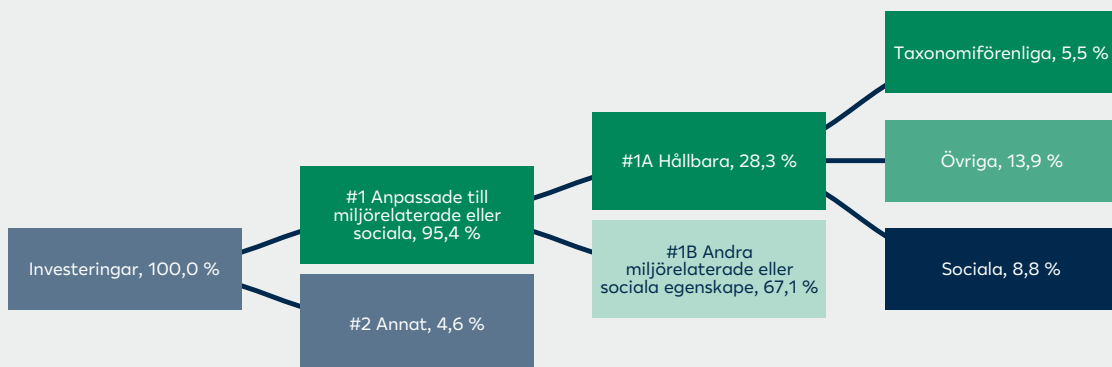 Investeringar, 100,0 %
#1 Anpassade till
miljörelaterade eller
sociala, 95,4 %
#2 Annat, 4,6 %
#1A Hållbara, 28,3 %
#1B Andra
miljörelaterade eller
sociala egenskape, 67,1 %
Taxonomiförenliga, 5,5 %
Övriga, 13,9 %
Sociala, 8,8 %